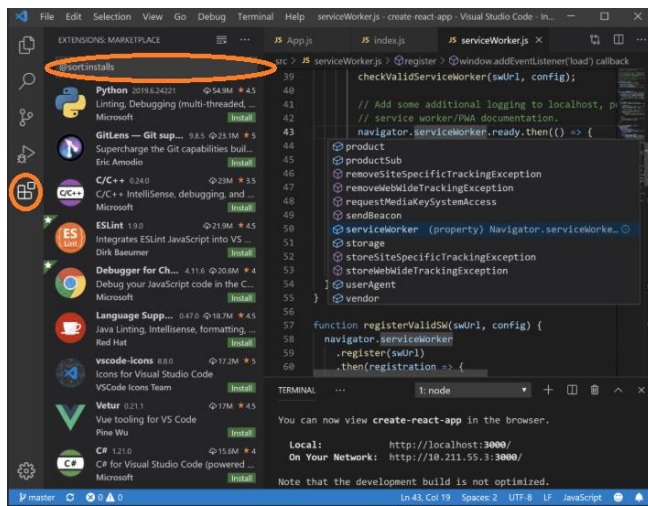 File Edit Selection View Go Debug Terminal Help serviceWorker.js - create-react-app - Visual Studio Code - In...
EXTENSIONS: MARKETPLACE
@sort:installs
Python 2019.6.24221 54.9M 4.5
Linting, Debugging (multi-threaded, ...
Microsoft Install
GitLens — Git sup... 9.8.5 23.1M 5
Supercharge the Git capabilities buil...
Eric Amodio Install
C/C++ 0.24.0 23M 3.5
C/C++ IntelliSense, debugging, and ...
Microsoft Install
ESLint 1.9.0 21.9M 4.5
Integrates ESLint JavaScript into VS ...
Dirk Baeumer Install
Debugger for Ch... 4.11.6 20.6M 4
Debug your JavaScript code in the C...
Microsoft Install
Language Supp... 0.47.0 18.7M 4.5
Java Linting, Intellisense, formatting, ...
Red Hat Install
vscode-icons 8.8.0 17.2M 5
Icons for Visual Studio Code
VSCode Icons Team Install
Vetur 0.21.1 17M 4.5
Vue tooling for VS Code
Pine Wu Install
C# 1.21.0 15.6M 4
C# for Visual Studio Code (powered ...
Microsoft Install
C/C++
ES
Lint
C#
JS App.js JS index.js JS serviceWorker.js
src > JS serviceWorker.js > register > window.addEventListener('load') callback
39 checkValidServiceWorker(swUrl, config);
40
41 // Add some additional logging to localhost, p
42 // service worker/PWA documentation.
43 navigator.serviceWorker.ready.then(() => {
44 product
45 productSub
46 removeSiteSpecificTrackingException
47 removeWebWideTrackingException
48 requestMediaKeySystemAccess
49 sendBeacon
50 serviceWorker (property) Navigator.serviceWorke...
51 storage
52 storeSiteSpecificTrackingException
53 storeWebWideTrackingException
54 } userAgent
55 } vendor
56
57 function registerValidSW(swUrl, config) {
58 navigator.serviceWorker
59 .register(swUrl)
60 .then(registration => {
TERMINAL ... 1: node
You can now view create-react-app in the browser.
Local: http://localhost:3000/
On Your Network: http://10.211.55.3:3000/
Note that the development build is not optimized.
master 0 0 Ln 43, Col 19 Spaces: 2 UTF-8 LF JavaScript